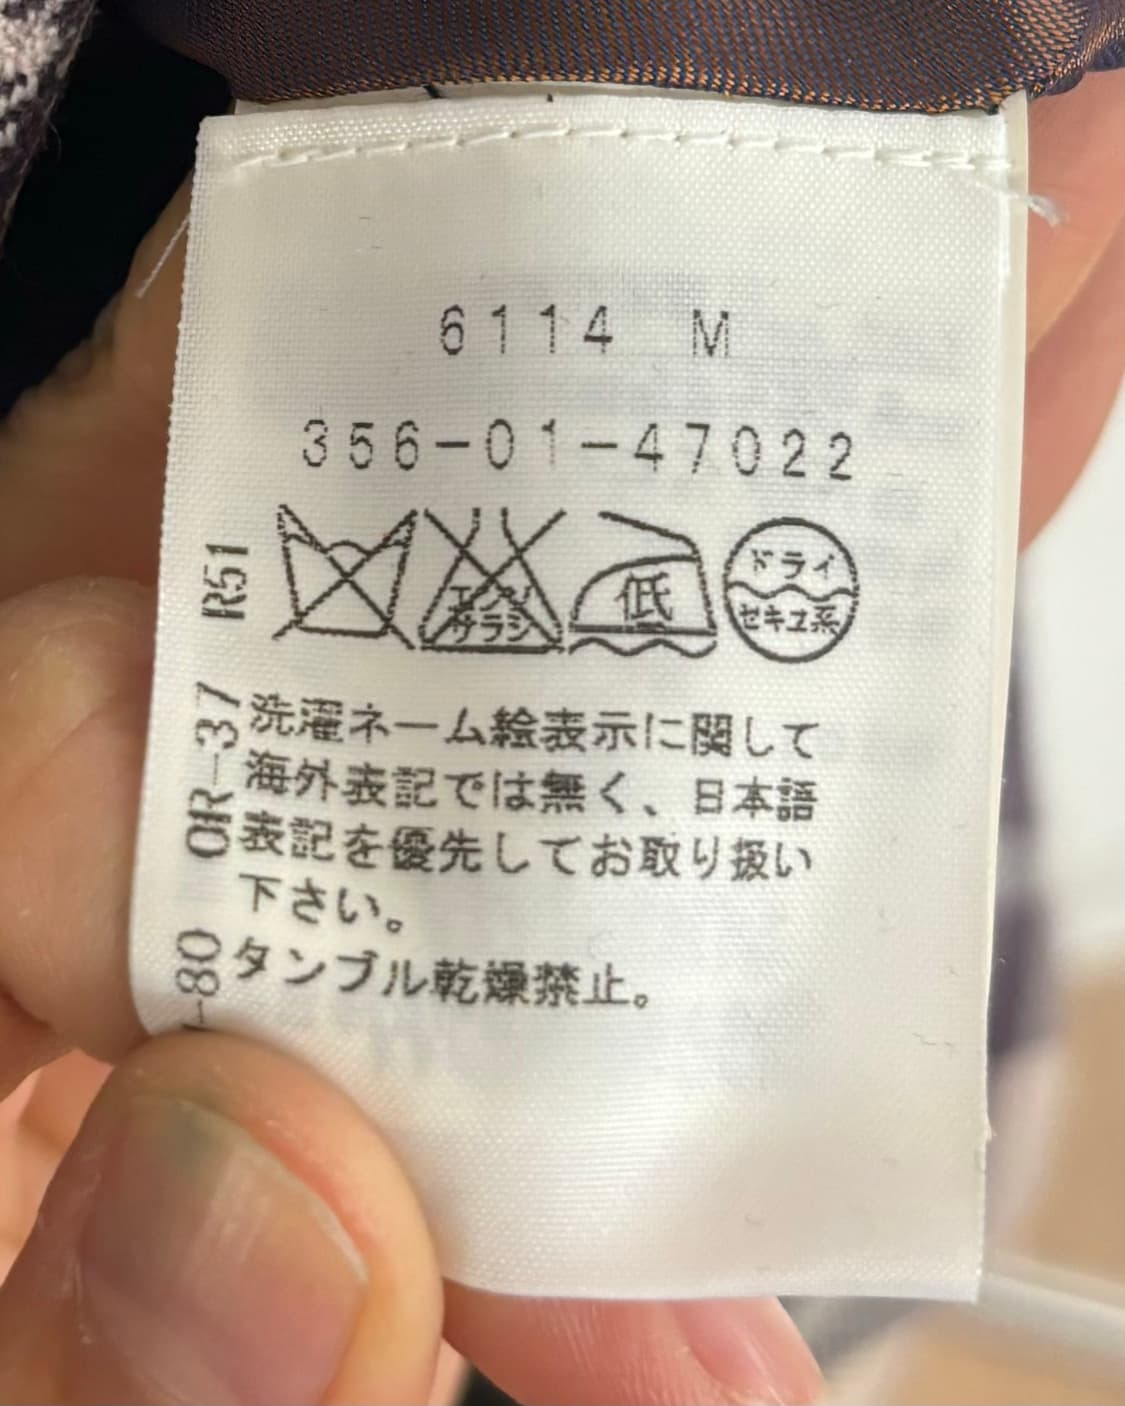 6114 M
356-01-47022
エンソ
サラシ
低
ドライ
セキユ系
洗濯ネーム絵表示に関して
海外表記では無く、日本語
表記を優先してお取り扱い
下さい。
タンブル乾燥禁止。
-80 OR-37 R51